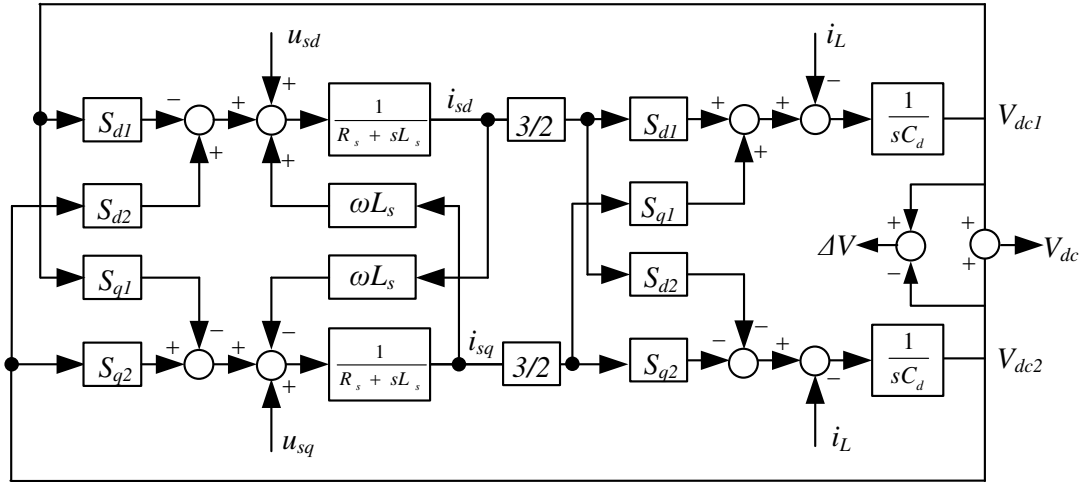 u_sd
i_L
+
−
S_d1
−
+
+
1
R_s + sL_s
i_sd
3/2
S_d1
+
+
1
sC_d
V_dc1
+
+
+
S_d2
ωL_s
S_q1
+
+
ΔV
−
+
V_dc
S_q1
ωL_s
S_d2
−
−
−
S_q2
+
+
+
1
R_s + sL_s
i_sq
3/2
S_q2
−
+
−
1
sC_d
V_dc2
u_sq
i_L